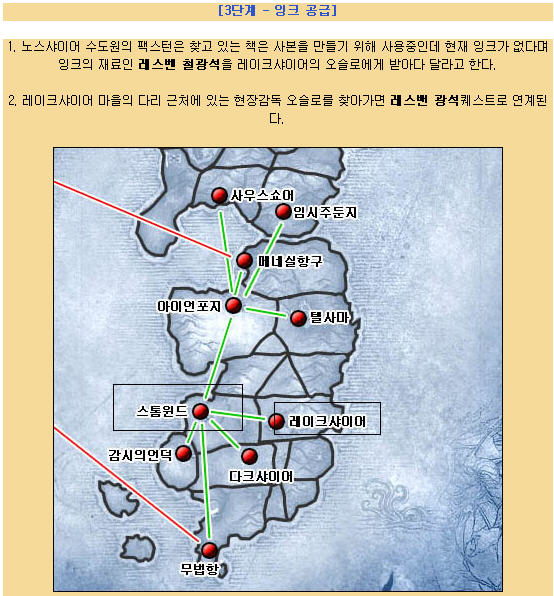 [3단계 - 잉크 공급]
1. 노스샤이어 수도원의 팩스턴은 찾고 있는 책은 사본을 만들기 위해 사용중인데 현재 잉크가 없다며
잉크의 재료인 레스벤 철광석을 레이크샤이어의 오슬로에게 받아다 달라고 한다.
2. 레이크샤이어 마을의 다리 근처에 있는 현장감독 오슬로를 찾아가면 레스벤 광석퀘스트로 연계된
다.
사우스쇼어
임시주둔지
메네실항구
아이언포지
텔사마
스톰윈드
레이크샤이어
감시의언덕
다크샤이어
무법항